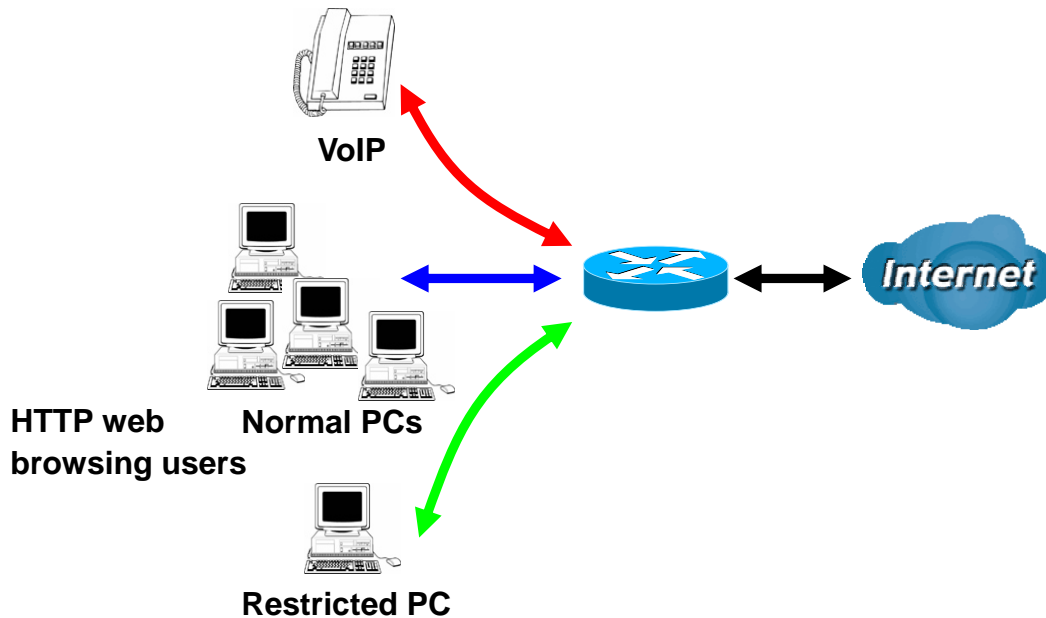 VoIP
Internet
HTTP web
browsing users
Normal PCs
Restricted PC